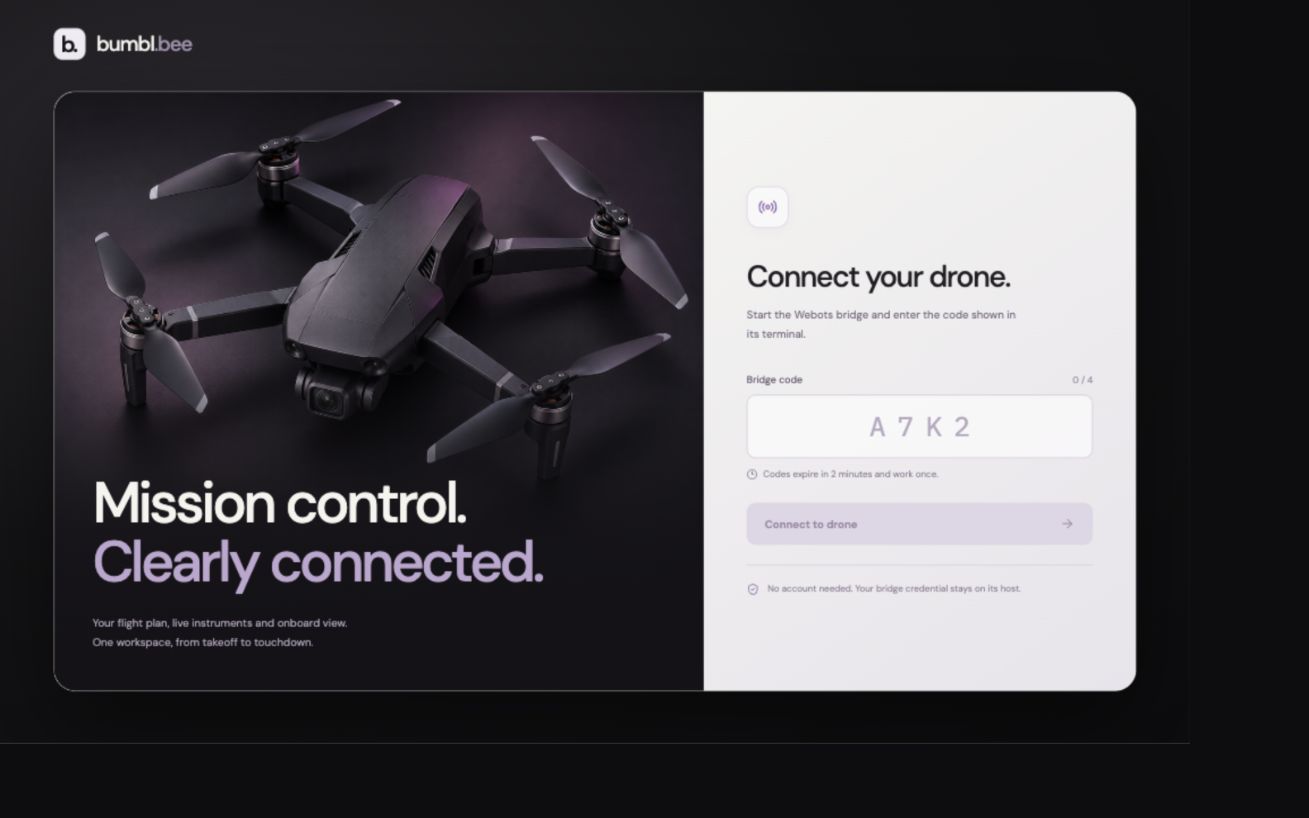 b. bumbl.bee
Mission control.
Clearly connected.
Your flight plan, live instruments and onboard view.
One workspace, from takeoff to touchdown.
Connect your drone.
Start the Webots bridge and enter the code shown in
its terminal.
Bridge code 0 / 4
A 7 K 2
Codes expire in 2 minutes and work once.
Connect to drone →
No account needed. Your bridge credential stays on its host.